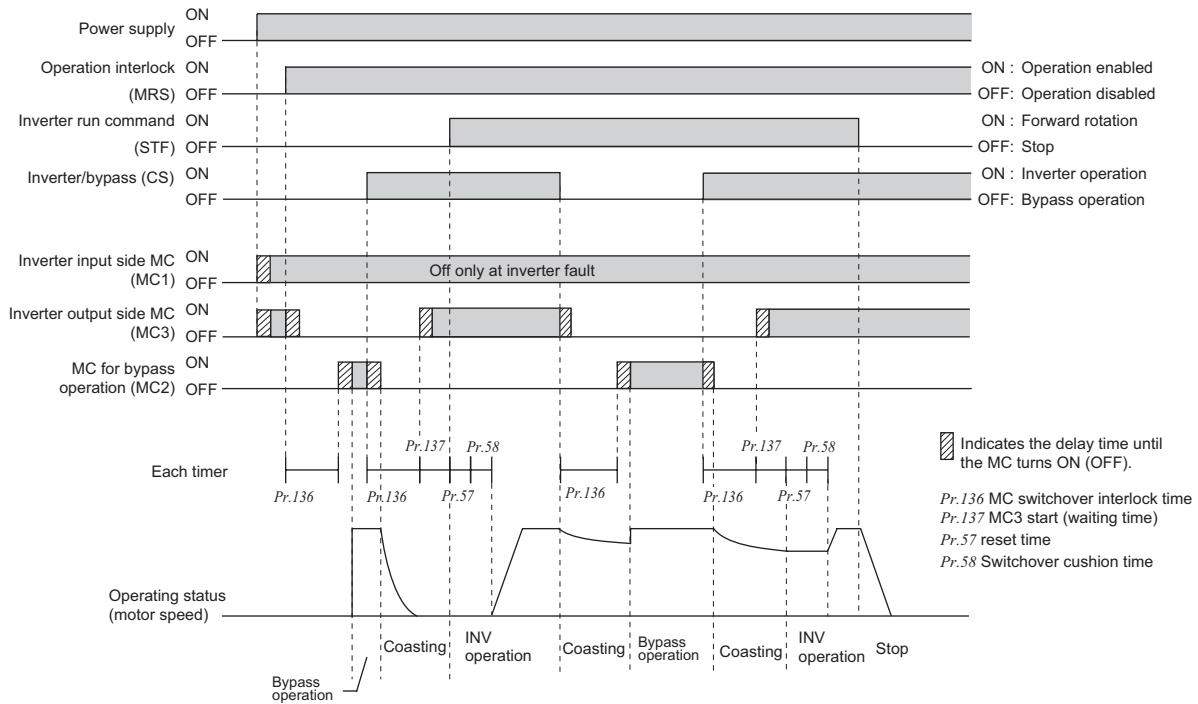 ON
Power supply
OFF
Operation interlock ON
(MRS) OFF
ON : Operation enabled
OFF: Operation disabled
Inverter run command ON
(STF) OFF
ON : Forward rotation
OFF: Stop
Inverter/bypass (CS) ON
OFF
ON : Inverter operation
OFF: Bypass operation
Inverter input side MC ON
(MC1) OFF
Off only at inverter fault
Inverter output side MC ON
(MC3) OFF
MC for bypass ON
operation (MC2) OFF
Each timer
Pr.137 Pr.58 Pr.137 Pr.58
Pr.136 Pr.136 Pr.57 Pr.136 Pr.136 Pr.57
Indicates the delay time until
the MC turns ON (OFF).
Pr.136 MC switchover interlock time
Pr.137 MC3 start (waiting time)
Pr.57 reset time
Pr.58 Switchover cushion time
Operating status
(motor speed)
Bypass
operation
Coasting
INV
operation
Coasting
Bypass
operation
Coasting
INV
operation
Stop